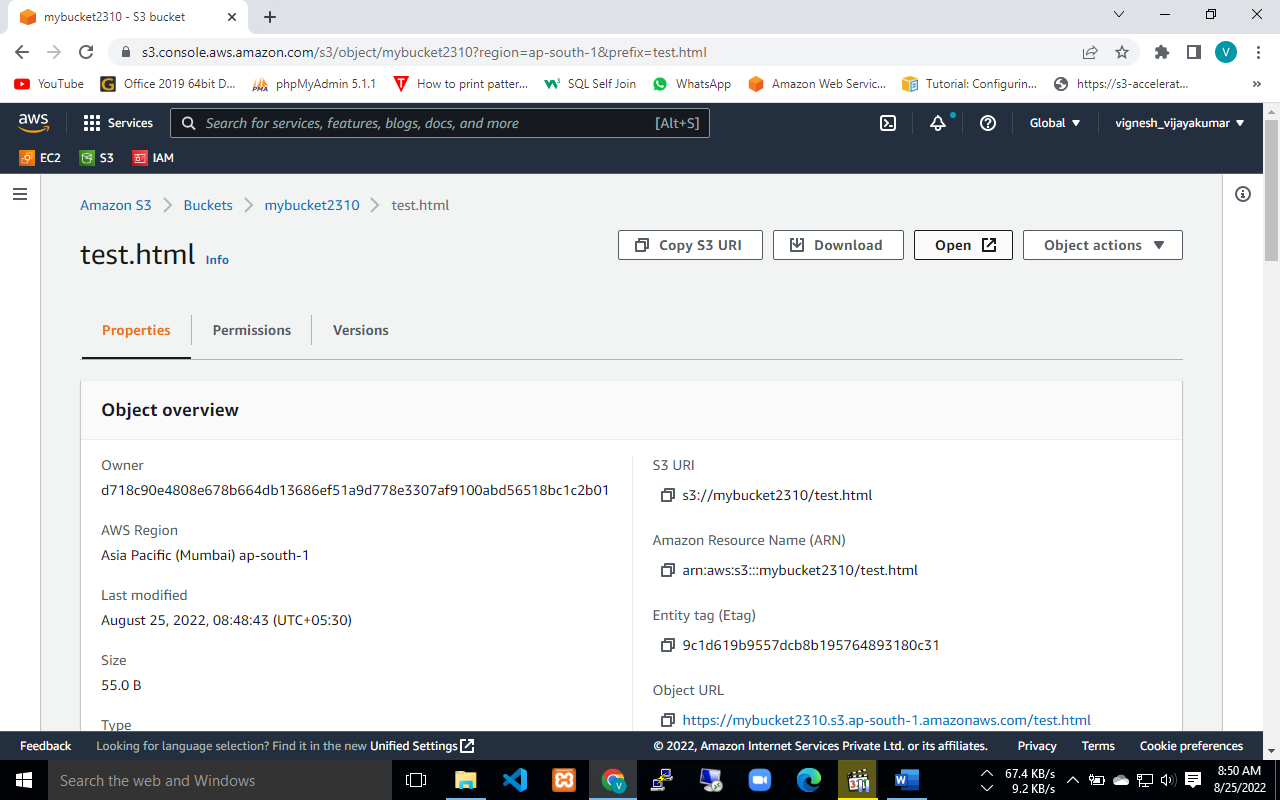 mybucket2310 - S3 bucket
s3.console.aws.amazon.com/s3/object/mybucket2310?region=ap-south-1&prefix=test.html
V
YouTube
Office 2019 64bit D...
phpMyAdmin 5.1.1
How to print patter...
SQL Self Join
WhatsApp
Amazon Web Servic...
Tutorial: Configurin...
https://s3-accelerat...
»
aws
Services
Search for services, features, blogs, docs, and more [Alt+S]
Global
vignesh_vijayakumar
EC2
S3
IAM
Amazon S3
Buckets
mybucket2310
test.html
test.html Info
Copy S3 URI
Download
Open
Object actions
Properties
Permissions
Versions
Object overview
Owner
d718c90e4808e678b664db13686ef51a9d778e3307af9100abd56518bc1c2b01
AWS Region
Asia Pacific (Mumbai) ap-south-1
Last modified
August 25, 2022, 08:48:43 (UTC+05:30)
Size
55.0 B
Type
S3 URI
s3://mybucket2310/test.html
Amazon Resource Name (ARN)
arn:aws:s3:::mybucket2310/test.html
Entity tag (Etag)
9c1d619b9557dcb8b195764893180c31
Object URL
https://mybucket2310.s3.ap-south-1.amazonaws.com/test.html
Feedback
Looking for language selection? Find it in the new Unified Settings
© 2022, Amazon Internet Services Private Ltd. or its affiliates.
Privacy
Terms
Cookie preferences
Search the web and Windows
67.4 KB/s
9.2 KB/s
8:50 AM
8/25/2022